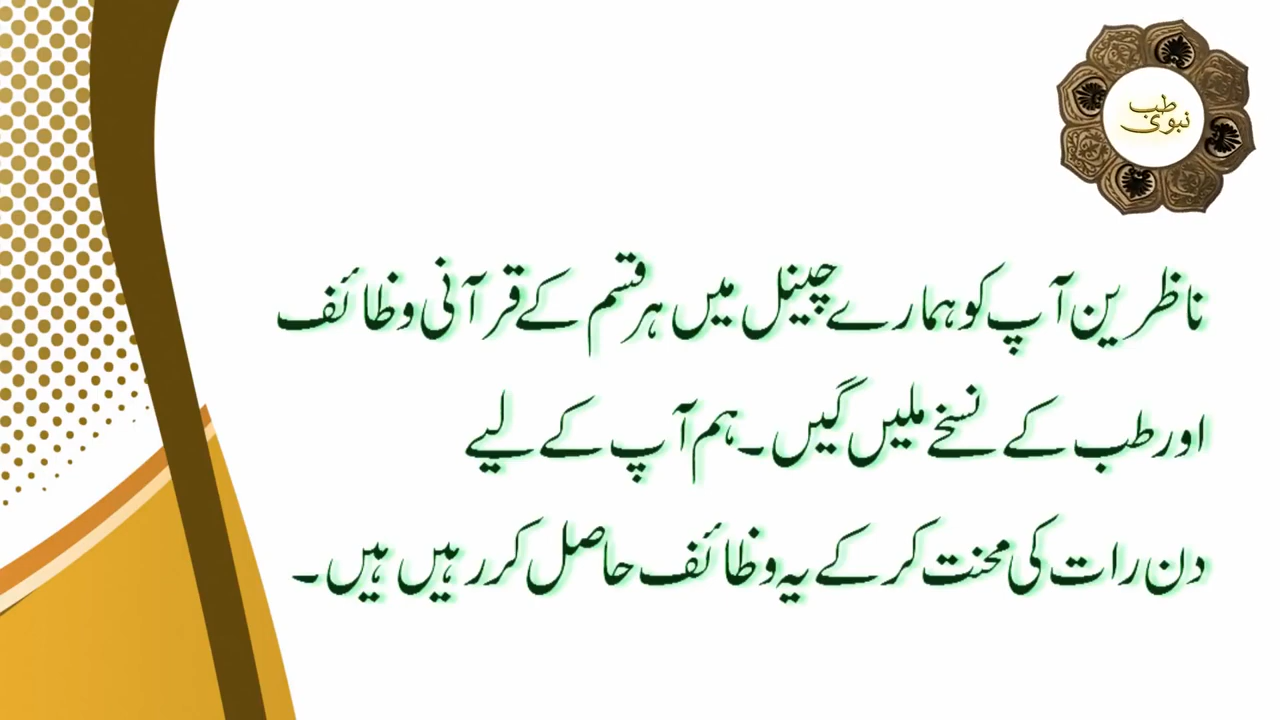 طب
نبوی
ناظرین آپ کو ہمارے چینل میں ہر قسم کے قرآنی وظائف
اور طب کے نسخے ملیں گیں۔ ہم آپ کے لیے
دن رات کی محنت کر کے یہ وظائف حاصل کر رہیں ہیں۔